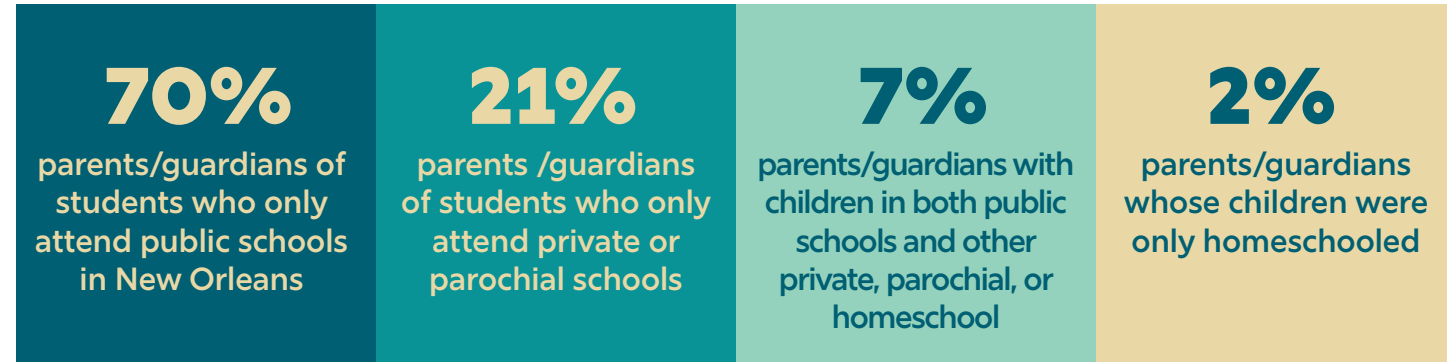 70%
parents/guardians of
students who only
attend public schools
in New Orleans
21%
parents /guardians
of students who only
attend private or
parochial schools
7%
parents/guardians with
children in both public
schools and other
private, parochial, or
homeschool
2%
parents/guardians
whose children were
only homeschooled